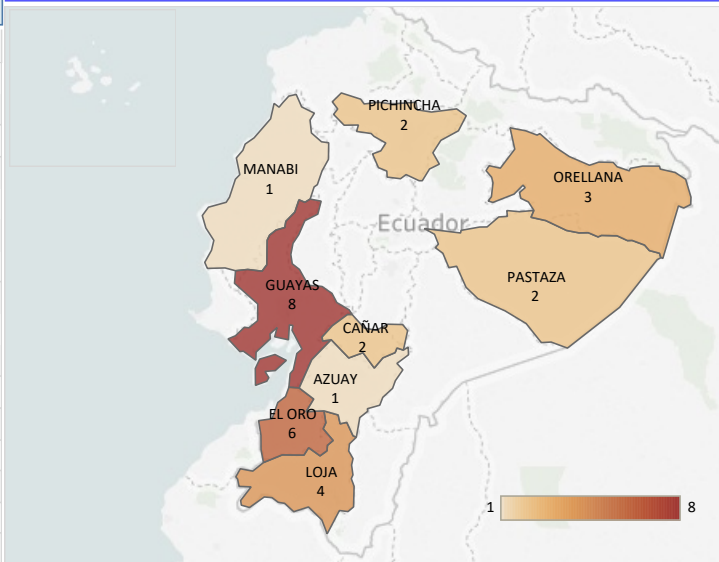 PICHINCHA
2
MANABI
1
ORELLANA
3
Ecuador
PASTAZA
2
GUAYAS
8
CAÑAR
2
AZUAY
1
EL ORO
6
LOJA
4
1
8